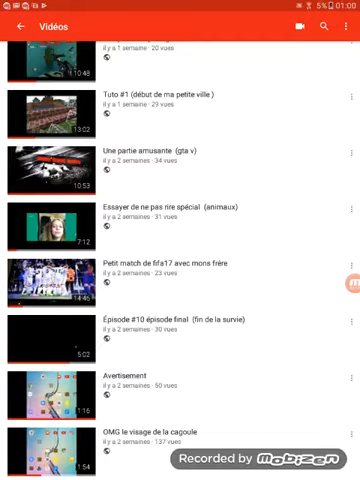 5% 01:00
Vidéos
10:48
il y a 1 semaine · 20 vues
Tuto #1 (début de ma petite ville )
il y a 1 semaine · 29 vues
13:02
Une partie amusante (gta v)
il y a 2 semaines · 34 vues
10:53
Essayer de ne pas rire spécial (animaux)
il y a 2 semaines · 31 vues
7:12
Petit match de fifa17 avec mons frère
il y a 2 semaines · 23 vues
14:46
Épisode #10 épisode final (fin de la survie)
il y a 2 semaines · 30 vues
5:02
Avertisement
il y a 2 semaines · 50 vues
1:16
OMG le visage de la cagoule
il y a 2 semaines · 137 vues
1:54
Recorded by mobizen